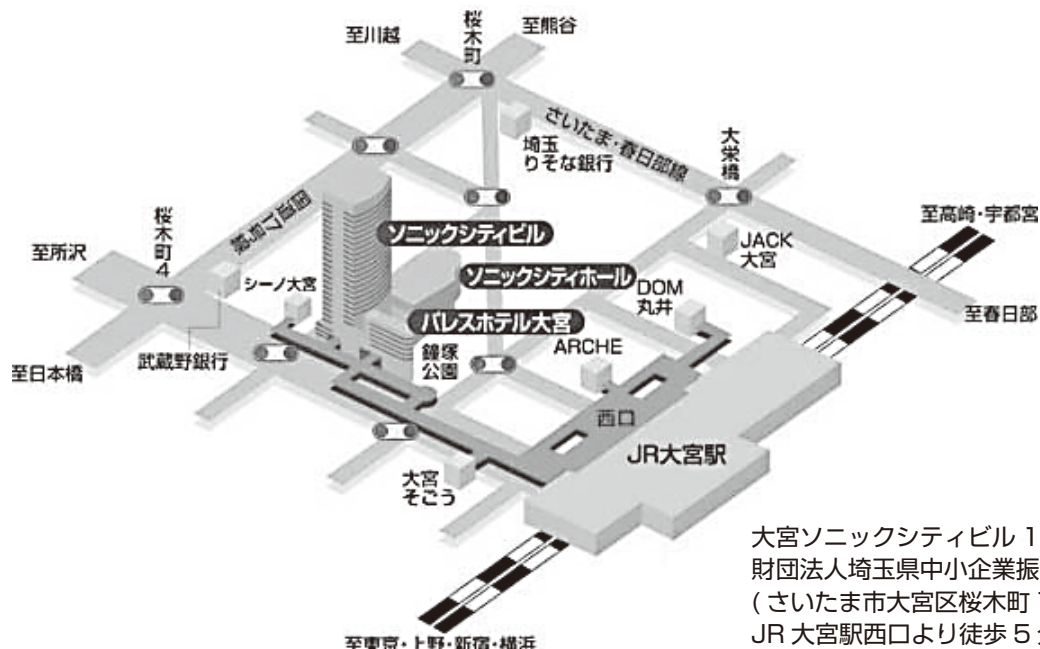 至川越
桜木町
至熊谷
さいたま・春日部線
埼玉
りそな銀行
大栄橋
至高崎・宇都宮
国道17号線
桜木町4
至所沢
ソニックシティビル
JACK
大宮
シーノ大宮
ソニックシティホール
DOM
丸井
至春日部
パレスホテル大宮
武蔵野銀行
鐘塚
公園
ARCHE
至日本橋
西口
JR大宮駅
大宮
そごう
大宮ソニックシティビル 1
財団法人埼玉県中小企業振
( さいたま市大宮区桜木町
JR 大宮駅西口より徒歩 5
至東京・上野・新宿・横浜